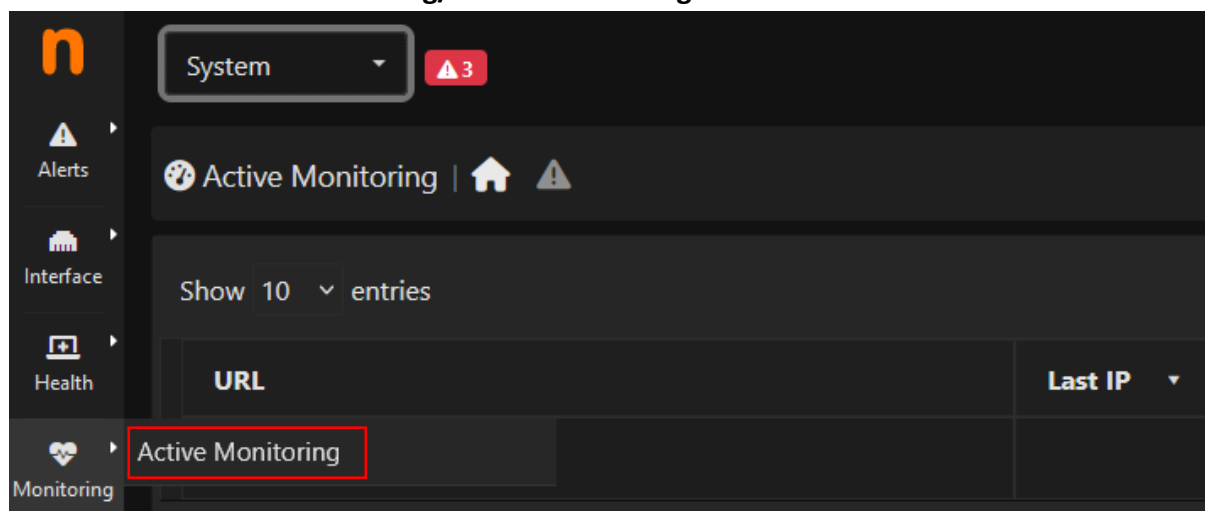 n
System
3
Alerts
Active Monitoring |
Interface
Show 10 entries
Health
URL
Last IP
Active Monitoring
Monitoring